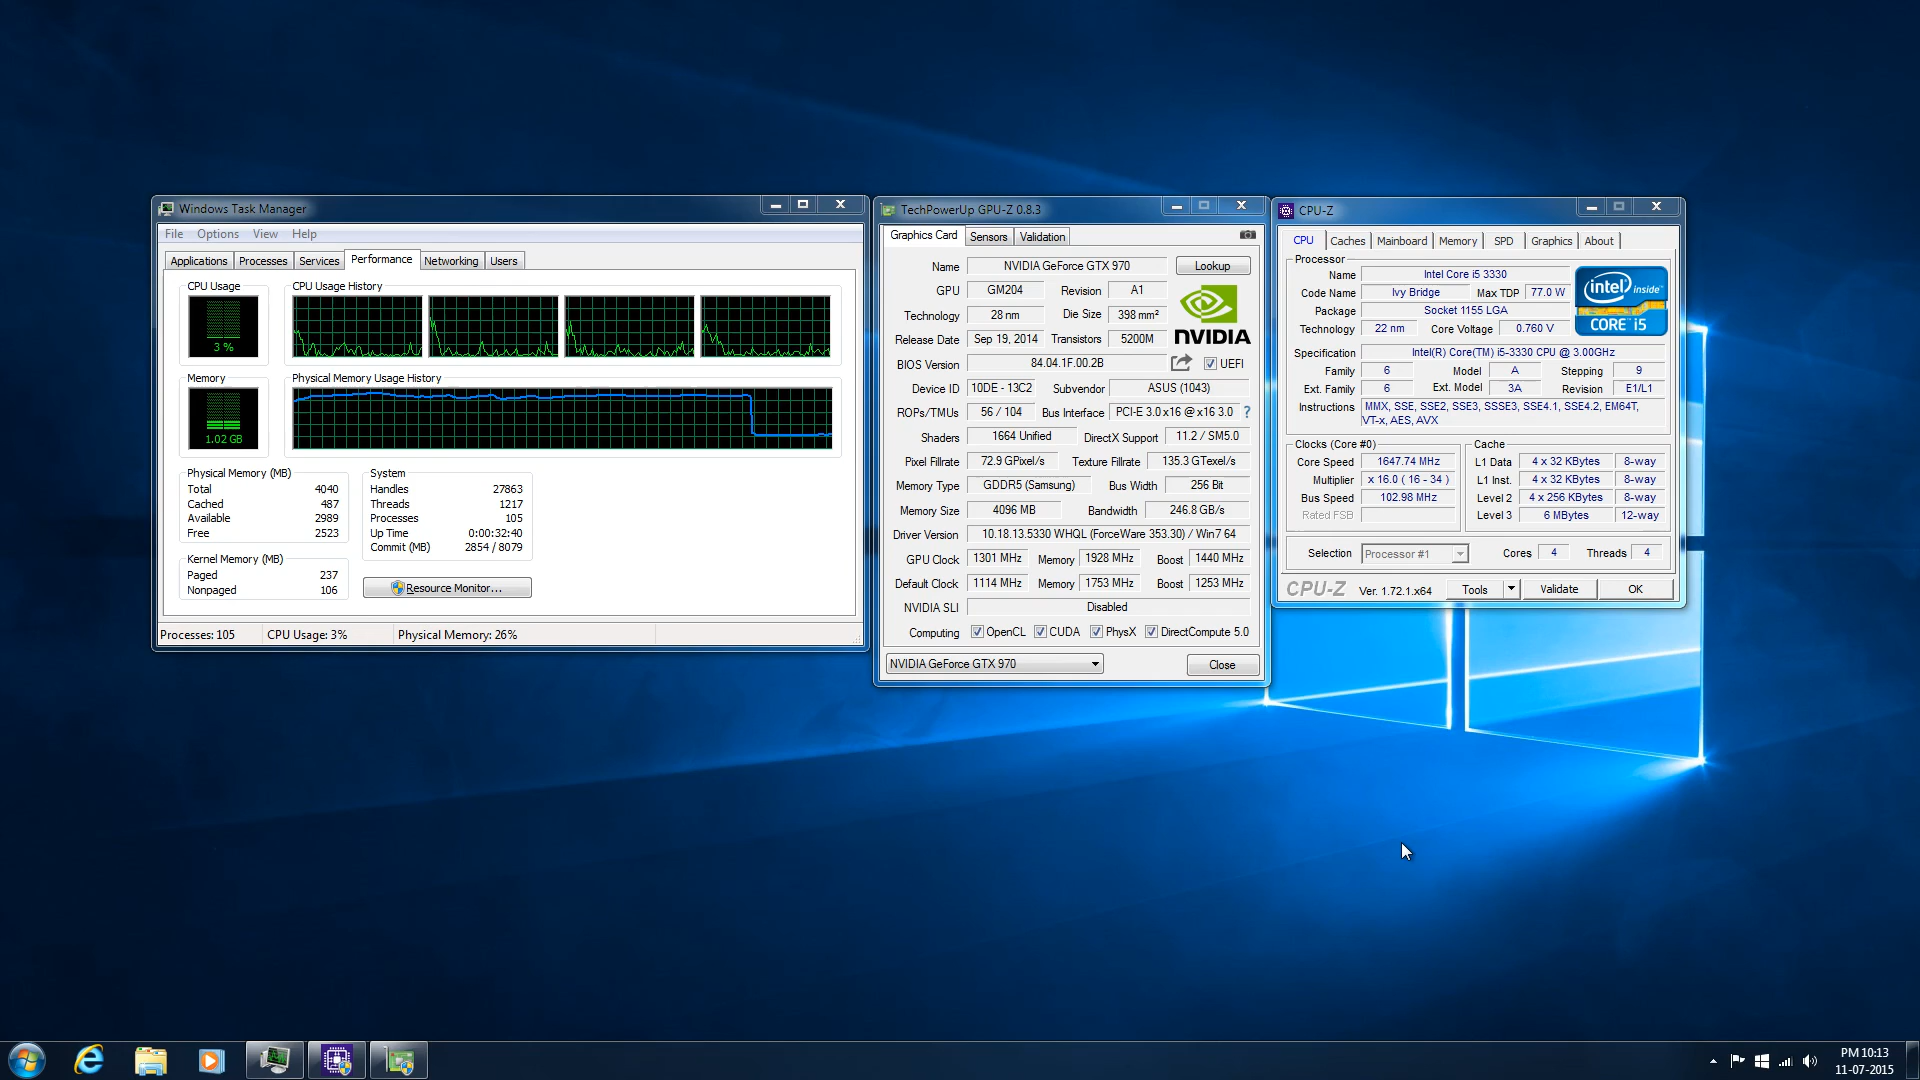 Windows Task Manager
File Options View Help
Applications Processes Services Performance Networking Users
CPU Usage
3 %
CPU Usage History
Memory
1.02 GB
Physical Memory Usage History
Physical Memory (MB)
Total 4040
Cached 487
Available 2989
Free 2523
Kernel Memory (MB)
Paged 237
Nonpaged 106
System
Handles 27863
Threads 1217
Processes 105
Up Time 0:00:32:40
Commit (MB) 2854 / 8079
Resource Monitor...
Processes: 105 CPU Usage: 3% Physical Memory: 26%
TechPowerUp GPU-Z 0.8.3
Graphics Card Sensors Validation
Name NVIDIA GeForce GTX 970 Lookup
GPU GM204 Revision A1
Technology 28 nm Die Size 398 mm²
Release Date Sep 19, 2014 Transistors 5200M
NVIDIA
BIOS Version 84.04.1F.00.2B UEFI
Device ID 10DE - 13C2 Subvendor ASUS (1043)
ROPs/TMUs 56 / 104 Bus Interface PCI-E 3.0 x16 @ x16 3.0 ?
Shaders 1664 Unified DirectX Support 11.2 / SM5.0
Pixel Fillrate 72.9 GPixel/s Texture Fillrate 135.3 GTexel/s
Memory Type GDDR5 (Samsung) Bus Width 256 Bit
Memory Size 4096 MB Bandwidth 246.8 GB/s
Driver Version 10.18.13.5330 WHQL (ForceWare 353.30) / Win7 64
GPU Clock 1301 MHz Memory 1928 MHz Boost 1440 MHz
Default Clock 1114 MHz Memory 1753 MHz Boost 1253 MHz
NVIDIA SLI Disabled
Computing OpenCL CUDA PhysX DirectCompute 5.0
NVIDIA GeForce GTX 970 Close
CPU-Z
CPU Caches Mainboard Memory SPD Graphics About
Processor
Name Intel Core i5 3330
Code Name Ivy Bridge Max TDP 77.0 W
Package Socket 1155 LGA
Technology 22 nm Core Voltage 0.760 V
intel inside™
CORE i5
Specification Intel(R) Core(TM) i5-3330 CPU @ 3.00GHz
Family 6 Model A Stepping 9
Ext. Family 6 Ext. Model 3A Revision E1/L1
Instructions MMX, SSE, SSE2, SSE3, SSSE3, SSE4.1, SSE4.2, EM64T,
VT-x, AES, AVX
Clocks (Core #0)
Core Speed 1647.74 MHz
Multiplier x 16.0 ( 16 - 34 )
Bus Speed 102.98 MHz
Rated FSB
Cache
L1 Data 4 x 32 KBytes 8-way
L1 Inst. 4 x 32 KBytes 8-way
Level 2 4 x 256 KBytes 8-way
Level 3 6 MBytes 12-way
Selection Processor #1 Cores 4 Threads 4
CPU-Z Ver. 1.72.1.x64 Tools Validate OK
PM 10:13
11-07-2015